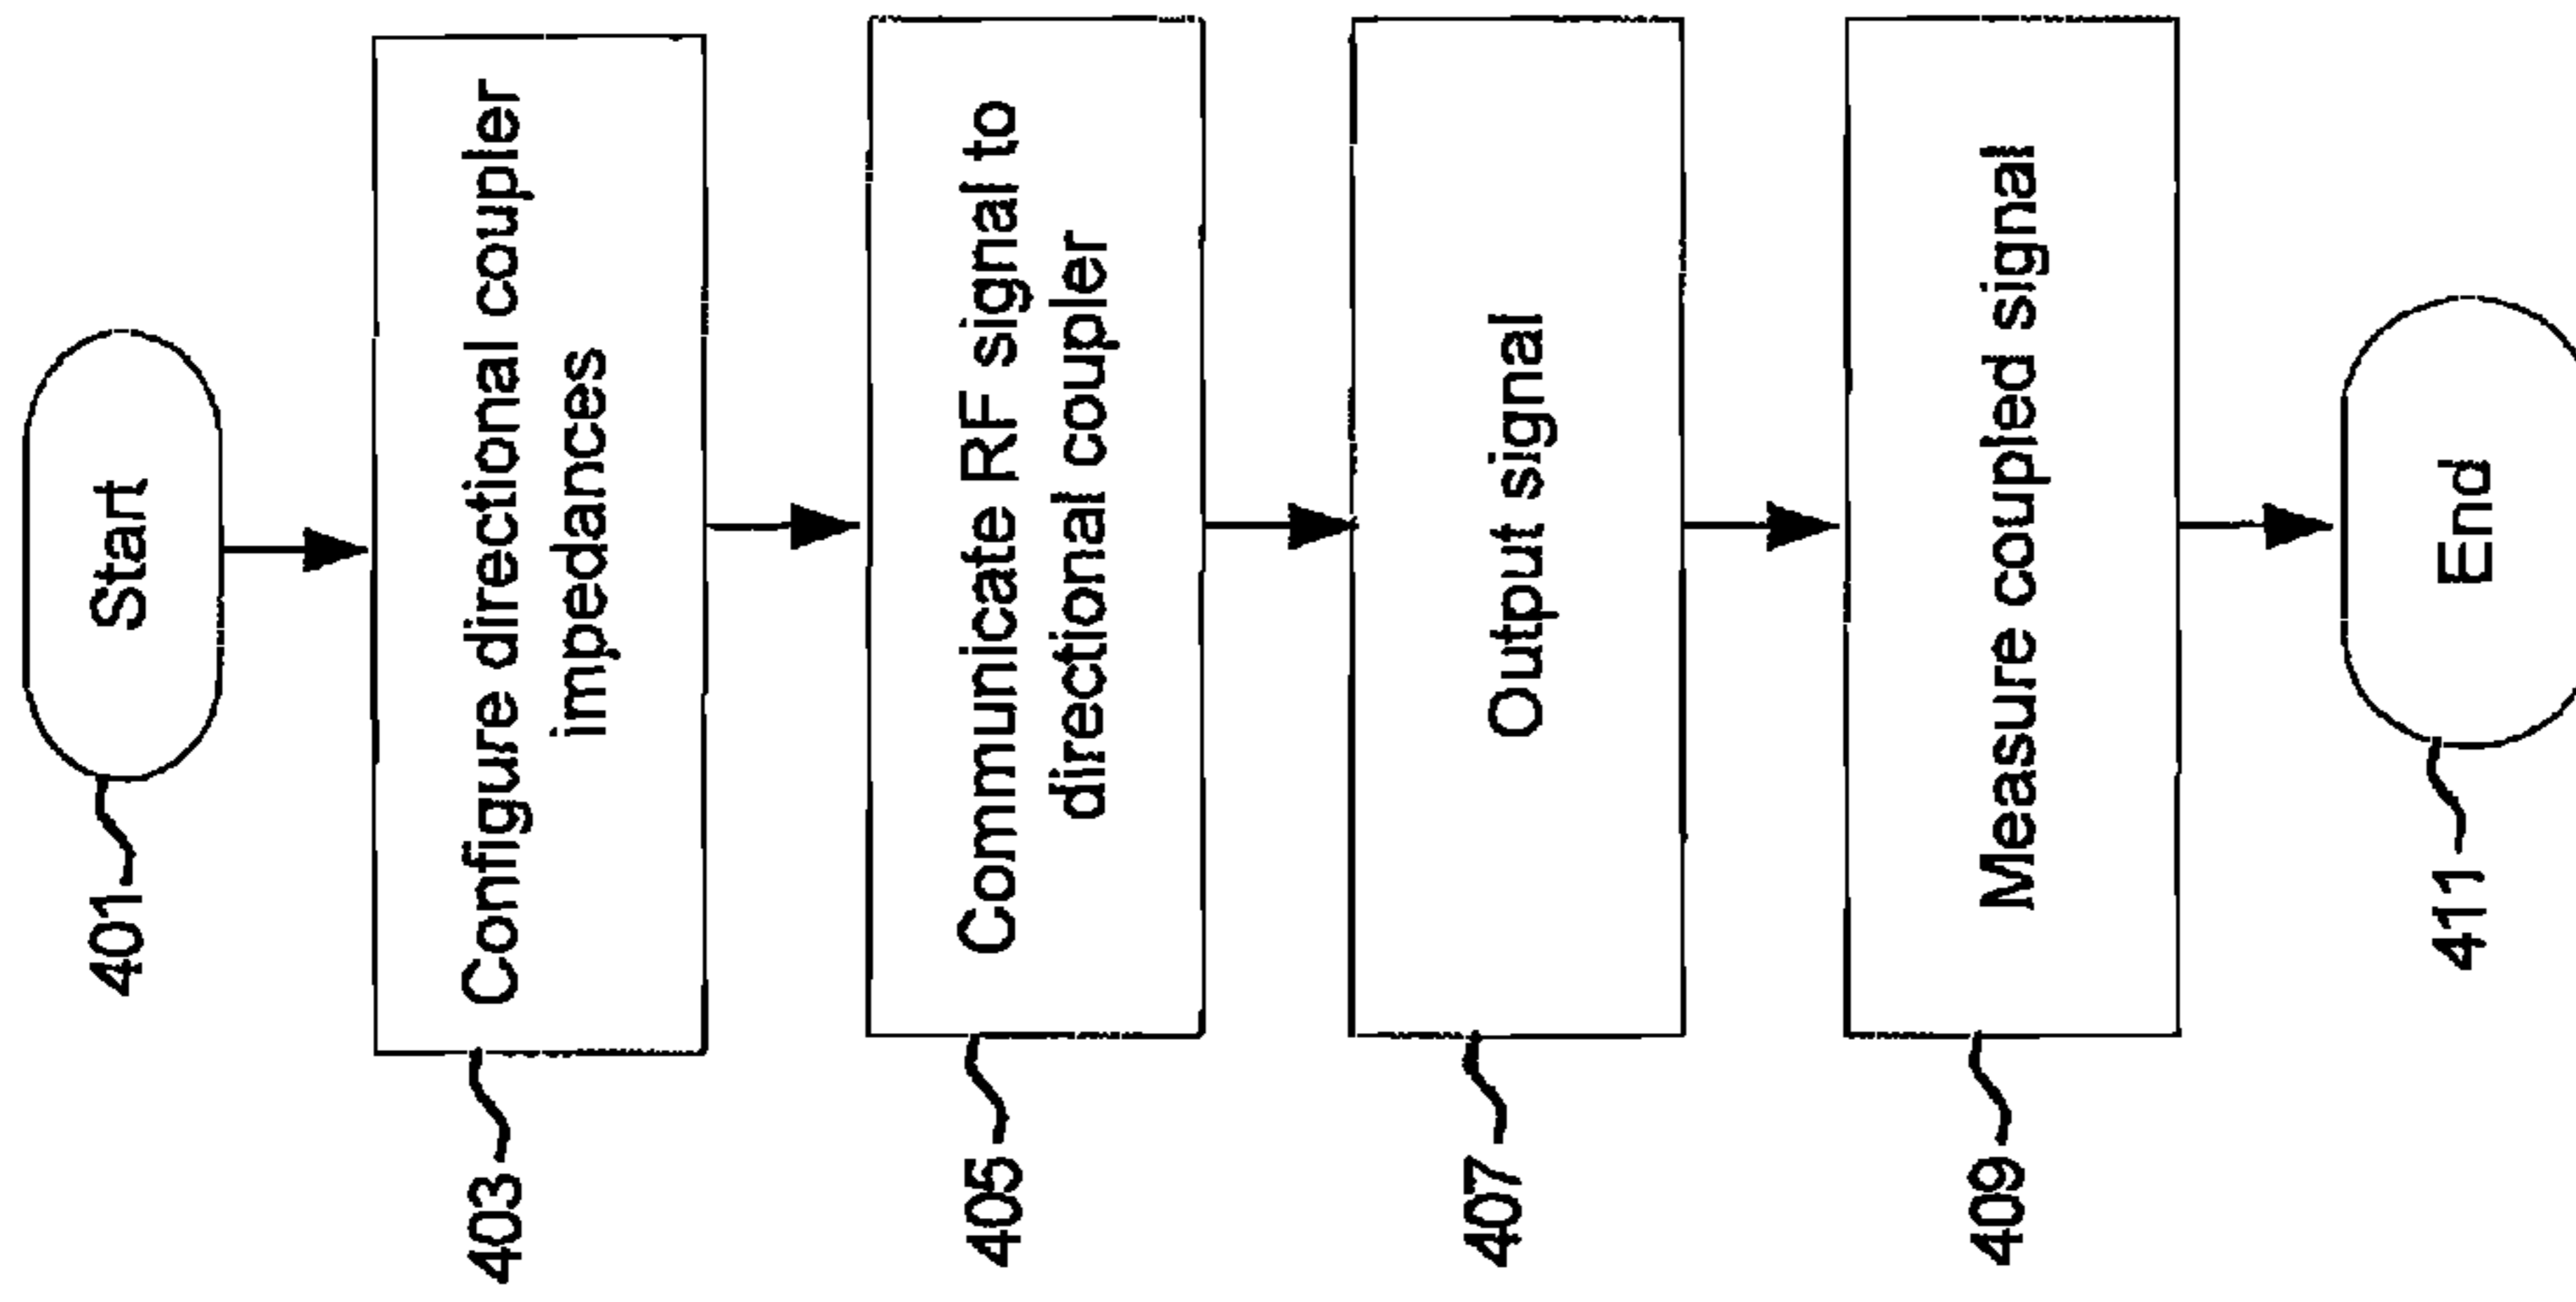 Start
401
Configure directional coupler
impedances
403
Communicate RF signal to
directional coupler
405
Output signal
407
Measure coupled signal
409
End
411